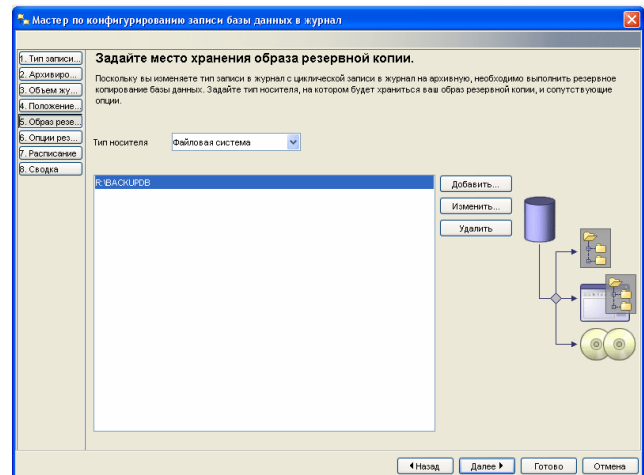 Мастер по конфигурированию записи базы данных в журнал
1. Тип записи...
2. Архивиро...
3. Объем жу...
4. Положение...
5. Образ резе...
6. Опции рез...
7. Расписание
8. Сводка
Задайте место хранения образа резервной копии.
Поскольку вы изменяете тип записи в журнал с циклической записи в журнал на архивную, необходимо выполнить резервное
копирование базы данных. Задайте тип носителя, на котором будет храниться ваш образ резервной копии, и сопутствующие
опции.
Тип носителя Файловая система
R:\BACKUPDB
Добавить...
Изменить...
Удалить
Назад Далее Готово Отмена